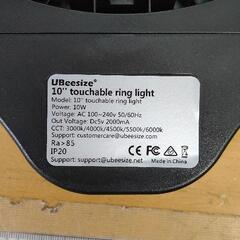 UBeesize®
10'' touchable ring light
Model: 10'' touchable ring light
Power: 10W
Voltage: AC 100-240v 50/60Hz
Out Voltage: Dc5v 2000mA
CCT: 3000k/4000k/4500k/5500k/6000k
Support: customercare@ubeesize.com
Support@ubeesize.net
Ra>85
IP20
Made in China